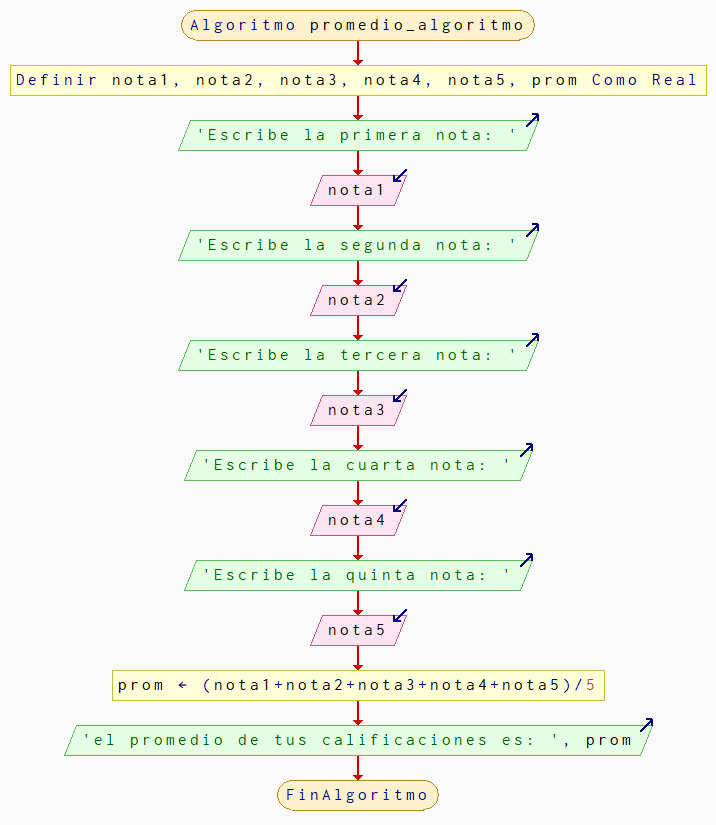 Algoritmo promedio_algoritmo
Definir nota1, nota2, nota3, nota4, nota5, prom Como Real
'Escribe la primera nota: '
nota1
'Escribe la segunda nota: '
nota2
'Escribe la tercera nota: '
nota3
'Escribe la cuarta nota: '
nota4
'Escribe la quinta nota: '
nota5
prom ← (nota1+nota2+nota3+nota4+nota5)/5
'el promedio de tus calificaciones es: ', prom
FinAlgoritmo